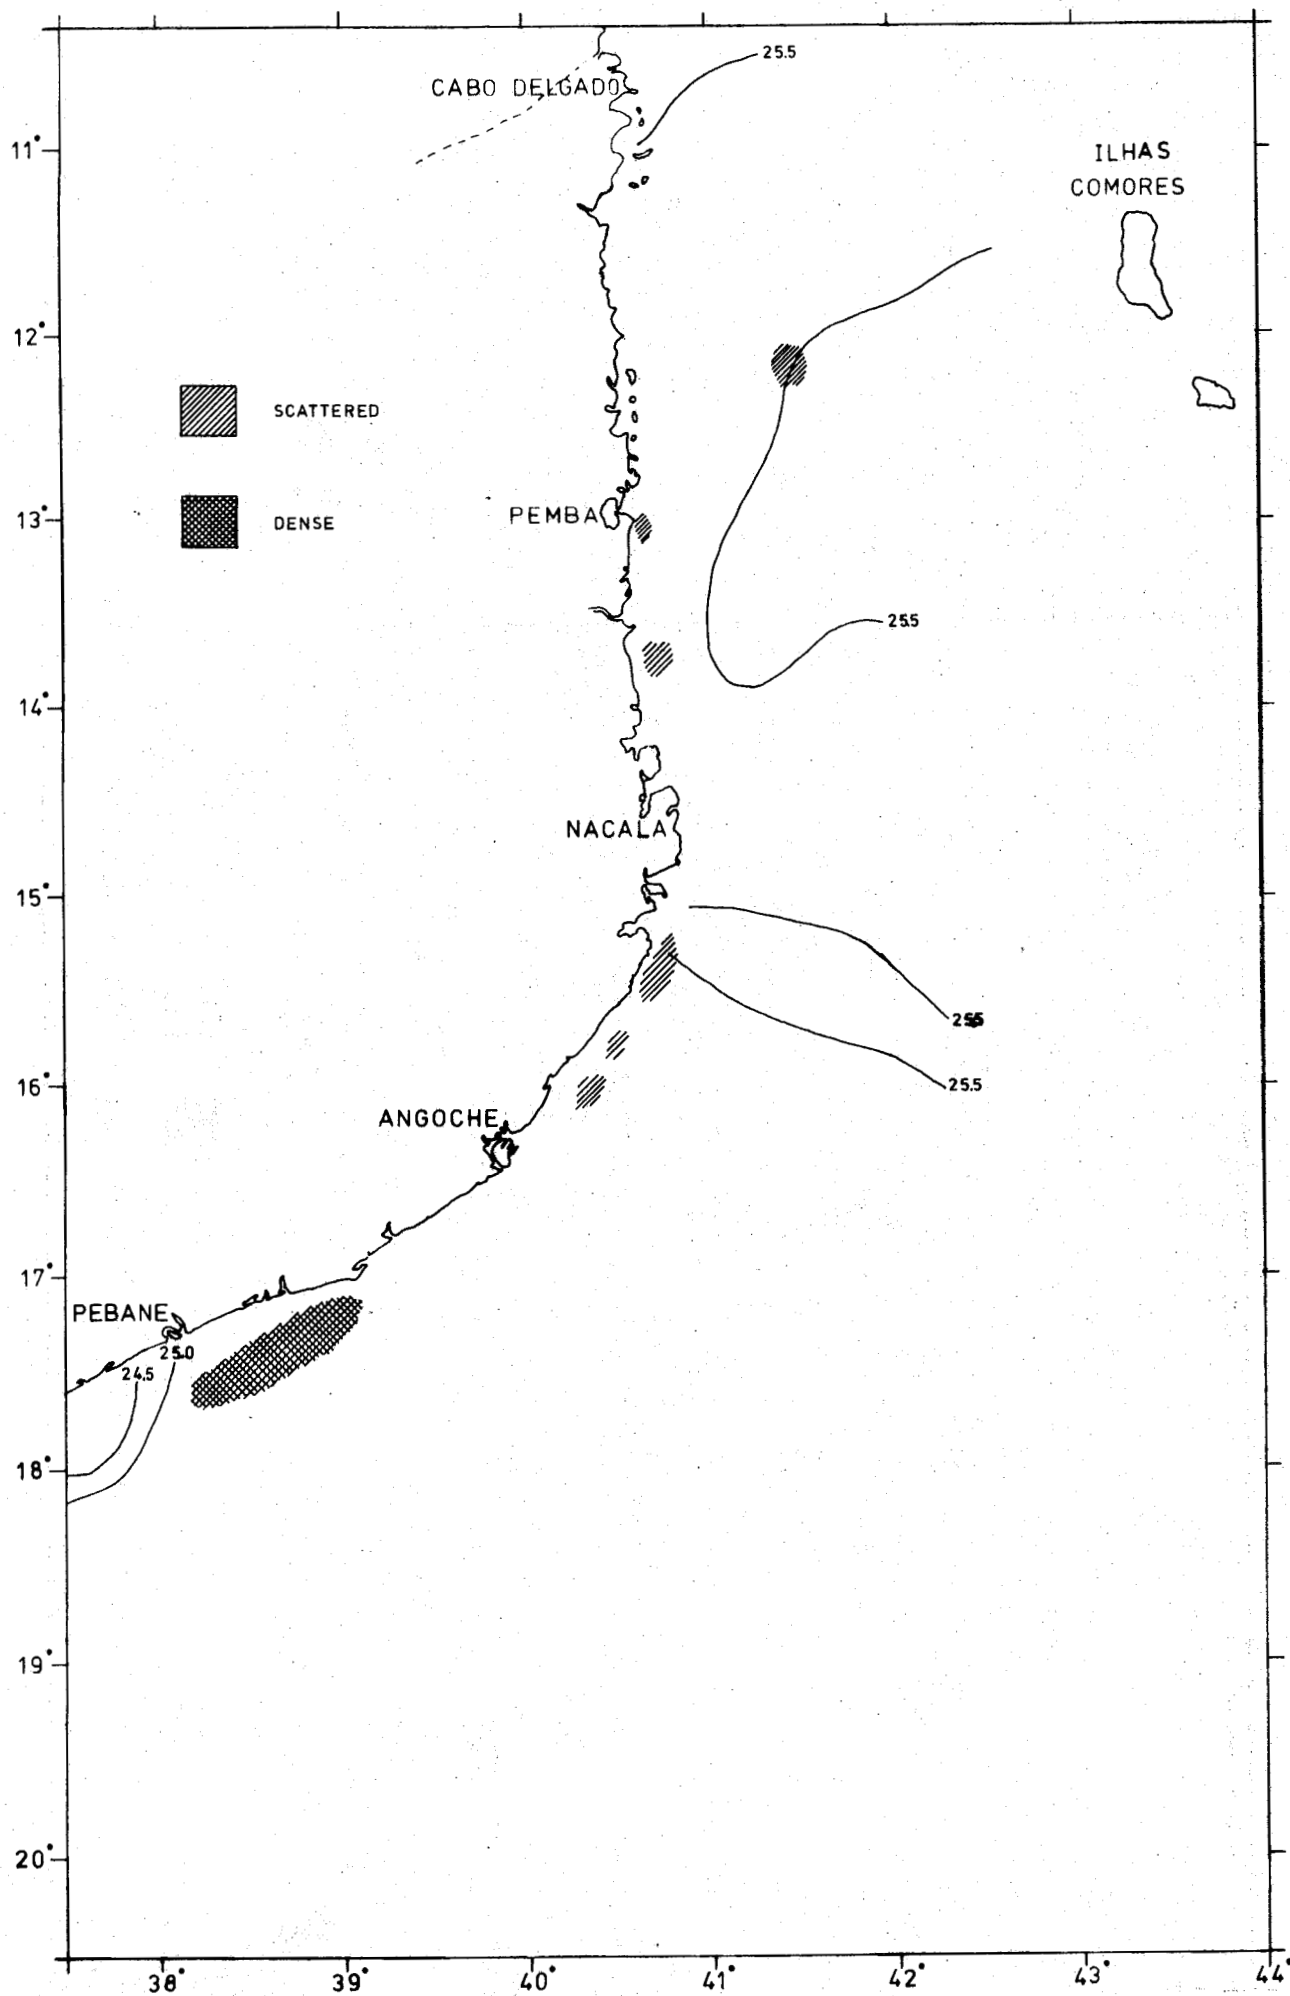 25.5
CABO DELGADO
11°
ILHAS
COMORES
12°
SCATTERED
DENSE
PEMBA
13°
25.5
14°
NACALA
15°
25.5
25.5
16°
ANGOCHE
17°
PEBANE
25.0
24.5
18°
19°
20°
38° 39° 40° 41° 42° 43° 44°